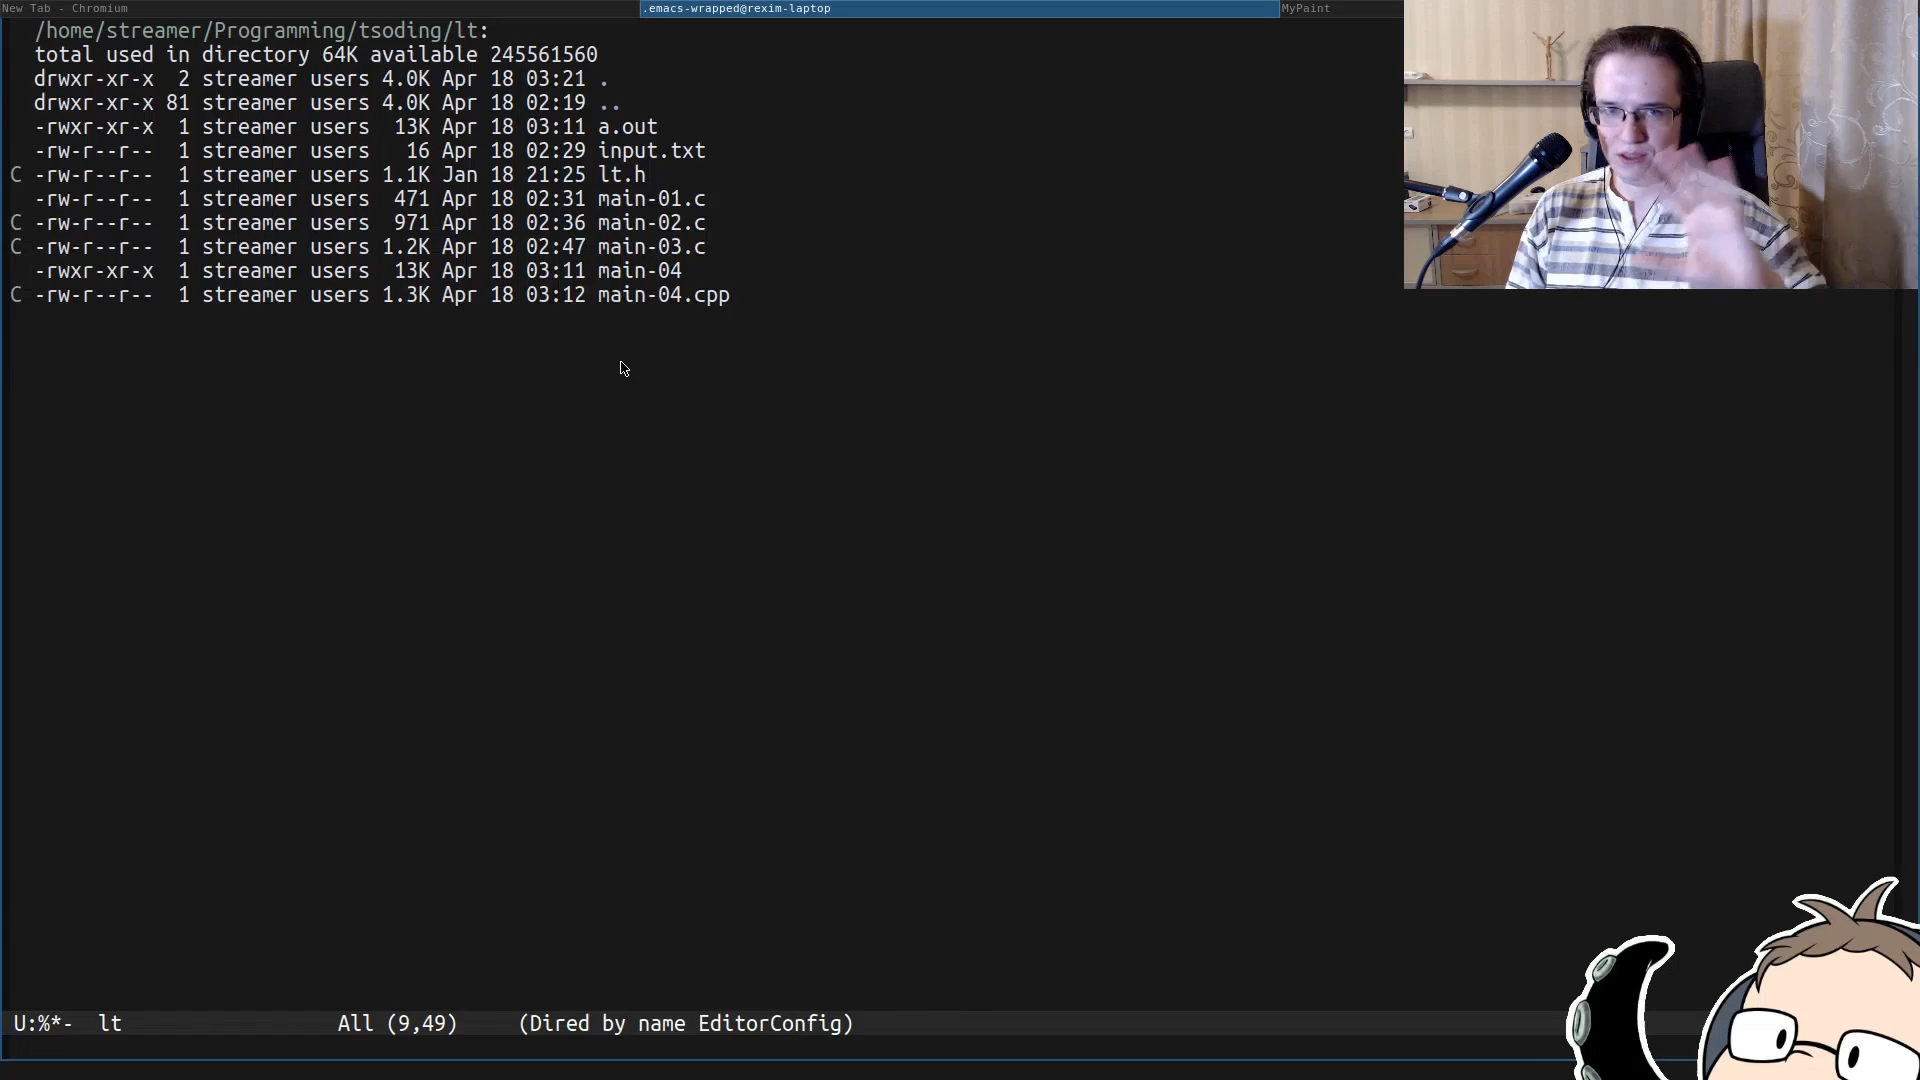 New Tab - Chromium .emacs-wrapped@rexim-laptop MyPaint
/home/streamer/Programming/tsoding/lt:
total used in directory 64K available 245561560
drwxr-xr-x 2 streamer users 4.0K Apr 18 03:21 .
drwxr-xr-x 81 streamer users 4.0K Apr 18 02:19 ..
-rwxr-xr-x 1 streamer users 13K Apr 18 03:11 a.out
-rw-r--r-- 1 streamer users 16 Apr 18 02:29 input.txt
C -rw-r--r-- 1 streamer users 1.1K Jan 18 21:25 lt.h
-rw-r--r-- 1 streamer users 471 Apr 18 02:31 main-01.c
C -rw-r--r-- 1 streamer users 971 Apr 18 02:36 main-02.c
C -rw-r--r-- 1 streamer users 1.2K Apr 18 02:47 main-03.c
-rwxr-xr-x 1 streamer users 13K Apr 18 03:11 main-04
C -rw-r--r-- 1 streamer users 1.3K Apr 18 03:12 main-04.cpp
U:%*- lt All (9,49) (Dired by name EditorConfig)